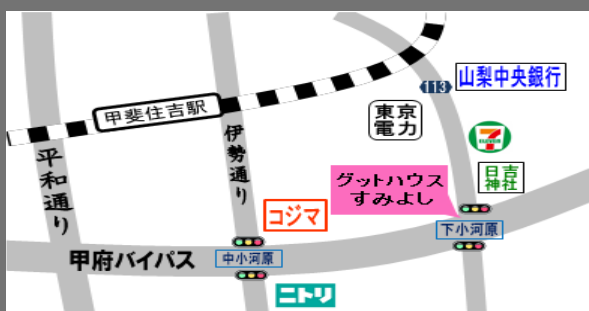 山梨中央銀行
113
甲斐住吉駅
東京
電力
7
ELEVEN
伊勢通り
平和通り
日吉
神社
グットハウス
すみよし
コジマ
下小河原
甲府バイパス
中小河原
ニトリ